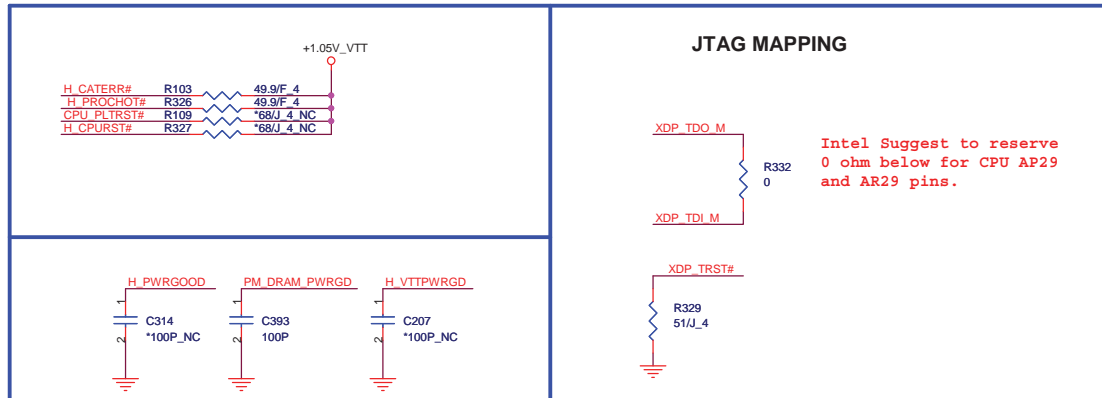 +1.05V_VTT
H_CATERR# R103 49.9/F_4
H_PROCHOT# R326 49.9/F_4
CPU_PLTRST# R109 *68/J_4_NC
H_CPURST# R327 *68/J_4_NC
H_PWRGOOD PM_DRAM_PWRGD H_VTTPWRGD
1 1 1
C314 C393 C207
*100P_NC 100P *100P_NC
2 2 2
JTAG MAPPING
XDP_TDO_M
R332
0
XDP_TDI_M
Intel Suggest to reserve
0 ohm below for CPU AP29
and AR29 pins.
XDP_TRST#
R329
51/J_4